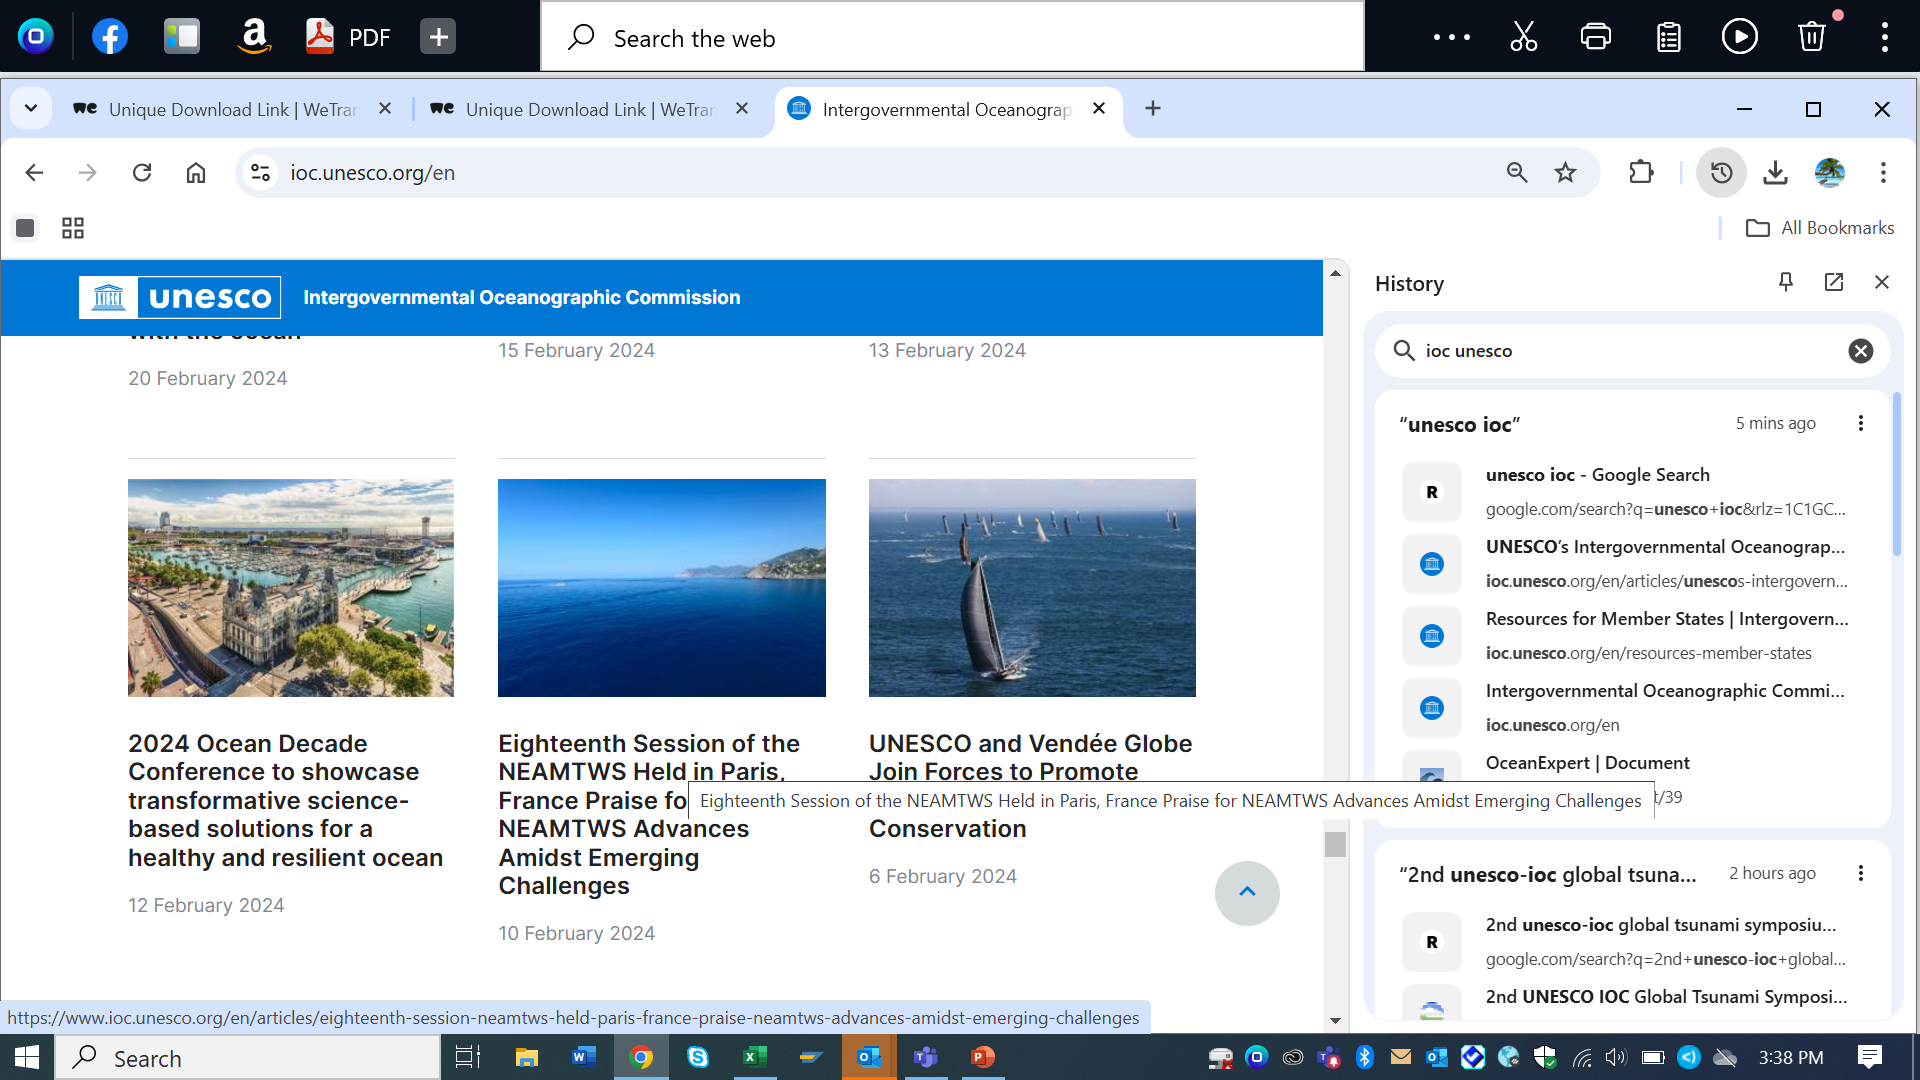 PDF
Search the web
Unique Download Link | WeTran
Unique Download Link | WeTran
Intergovernmental Oceanograp
ioc.unesco.org/en
All Bookmarks
unesco
Intergovernmental Oceanographic Commission
with the ocean
20 February 2024
15 February 2024
13 February 2024
2024 Ocean Decade
Conference to showcase
transformative science-
based solutions for a
healthy and resilient ocean
12 February 2024
Eighteenth Session of the
NEAMTWS Held in Paris,
France Praise fo
NEAMTWS Advances
Amidst Emerging
Challenges
10 February 2024
UNESCO and Vendée Globe
Join Forces to Promote
Conservation
6 February 2024
Eighteenth Session of the NEAMTWS Held in Paris, France Praise for NEAMTWS Advances Amidst Emerging Challenges
History
ioc unesco
“unesco ioc”
5 mins ago
R
unesco ioc - Google Search
google.com/search?q=unesco+ioc&rlz=1C1GC...
UNESCO’s Intergovernmental Oceanograp...
ioc.unesco.org/en/articles/unescos-intergovern...
Resources for Member States | Intergovern...
ioc.unesco.org/en/resources-member-states
Intergovernmental Oceanographic Commi...
ioc.unesco.org/en
OceanExpert | Document
t/39
“2nd unesco-ioc global tsuna...
2 hours ago
R
2nd unesco-ioc global tsunami symposiu...
google.com/search?q=2nd+unesco-ioc+global...
2nd UNESCO IOC Global Tsunami Symposi...
https://www.ioc.unesco.org/en/articles/eighteenth-session-neamtws-held-paris-france-praise-neamtws-advances-amidst-emerging-challenges
Search
3:38 PM